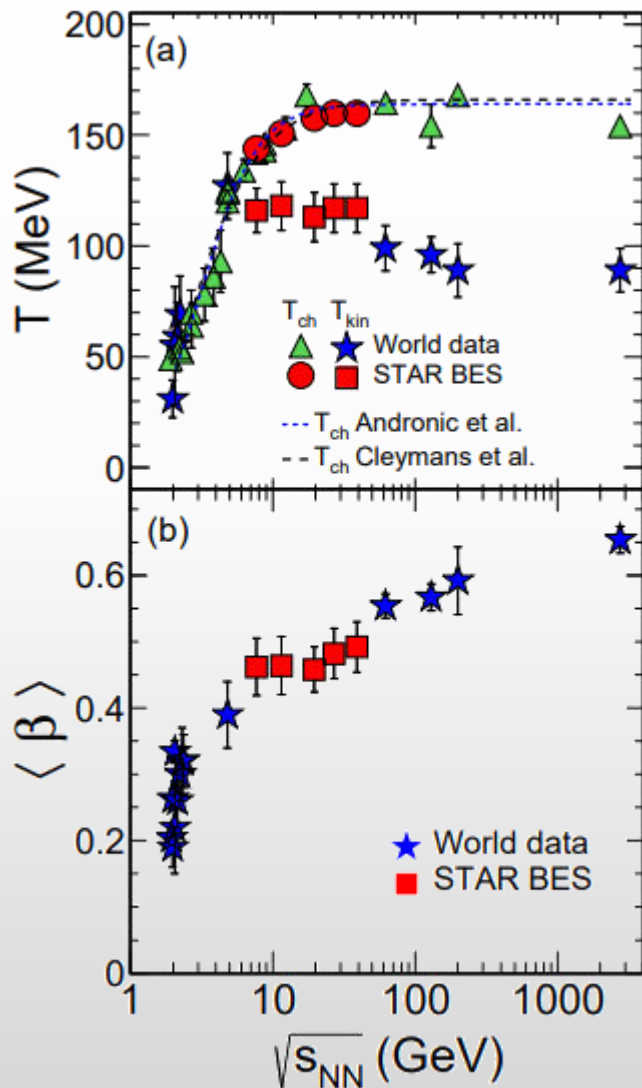 (a)
200
150
100
50
0
T (MeV)
T_ch T_kin
World data
STAR BES
T_ch Andronic et al.
T_ch Cleymans et al.
(b)
0.6
0.4
0.2
0
⟨ β ⟩
World data
STAR BES
1 10 100 1000
√s_NN (GeV)